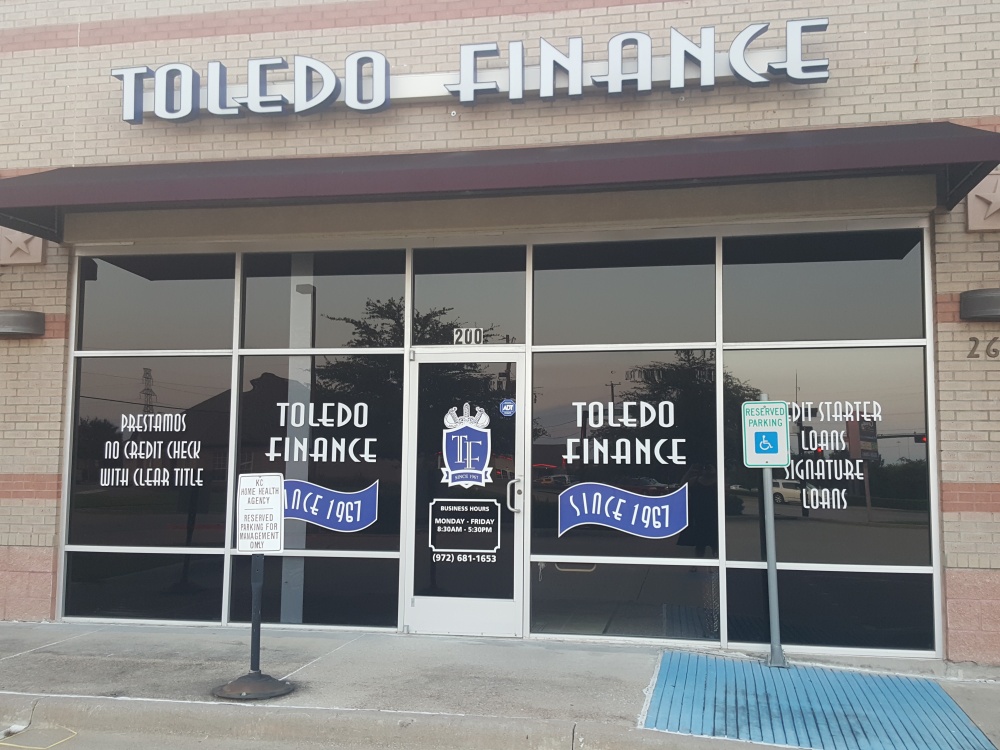 TOLEDO FINANCE
200
26
PRESTAMOS
NO CREDIT CHECK
WITH CLEAR TITLE
TOLEDO
FINANCE
INCE 1967
TF
SINCE 1967
ADT
BUSINESS HOURS
MONDAY - FRIDAY
8:30AM - 5:30PM
(972) 681-1653
TOLEDO
FINANCE
SINCE 1967
EDIT STARTER
LOANS
SIGNATURE
LOANS
RESERVED
PARKING
KC
HOME HEALTH
AGENCY
RESERVED
PARKING FOR
MANAGEMENT
ONLY